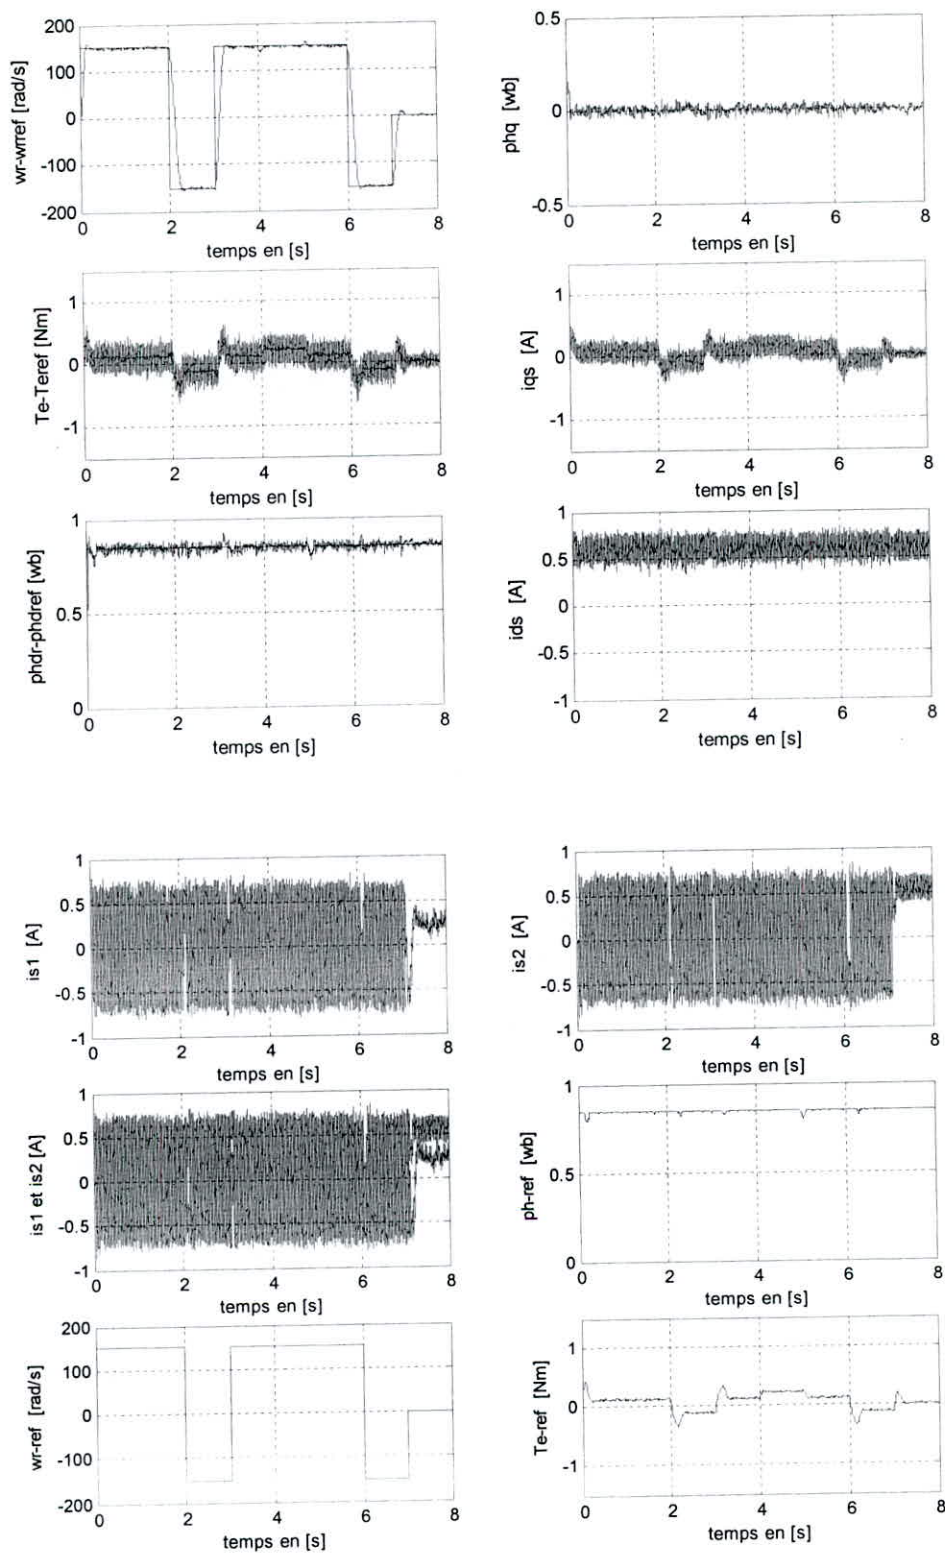 200
100
0
-100
-200
wr-wrref [rad/s]
0 2 4 6 8
temps en [s]
0.5
0
-0.5
phq [wb]
0 2 4 6 8
temps en [s]
1
0
-1
Te-Teref [Nm]
0 2 4 6 8
temps en [s]
1
0
-1
iqs [A]
0 2 4 6 8
temps en [s]
1
0.5
0
phdr-phdref [wb]
0 2 4 6 8
temps en [s]
1
0.5
0
-0.5
-1
ids [A]
0 2 4 6 8
temps en [s]
1
0.5
0
-0.5
-1
is1 [A]
0 2 4 6 8
temps en [s]
1
0.5
0
-0.5
-1
is2 [A]
0 2 4 6 8
temps en [s]
1
0.5
0
-0.5
-1
is1 et is2 [A]
0 2 4 6 8
temps en [s]
1
0.5
0
ph-ref [wb]
0 2 4 6 8
temps en [s]
200
100
0
-100
-200
wr-ref [rad/s]
0 2 4 6 8
temps en [s]
1
0
-1
Te-ref [Nm]
0 2 4 6 8
temps en [s]